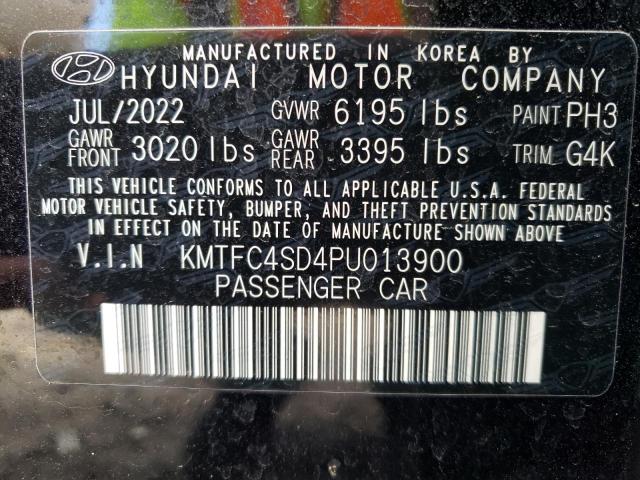 MANUFACTURED IN KOREA BY
HYUNDAI MOTOR COMPANY
JUL/2022 GVWR 6195 lbs PAINT PH3
GAWR FRONT 3020 lbs GAWR REAR 3395 lbs TRIM G4K
THIS VEHICLE CONFORMS TO ALL APPLICABLE U.S.A. FEDERAL
MOTOR VEHICLE SAFETY, BUMPER, AND THEFT PREVENTION STANDARDS
IN EFFECT ON THE DATE OF MANUFACTURE SHOWN ABOVE
V.I.N KMTFC4SD4PU013900
PASSENGER CAR